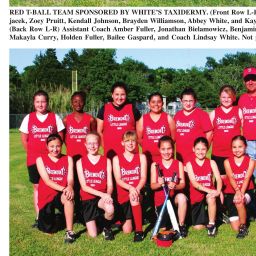 RED T-BALL TEAM SPONSORED BY WHITE'S TAXIDERMY. (Front Row L-
jacek, Zoey Pruitt, Kendall Johnson, Brayden Williamson, Abbey White, and Kay
(Back Row L-R) Assistant Coach Amber Fuller, Jonathan Bielamowicz, Benjami
Makayla Curry, Holden Fuller, Bailee Gaspard, and Coach Lindsay White. Not